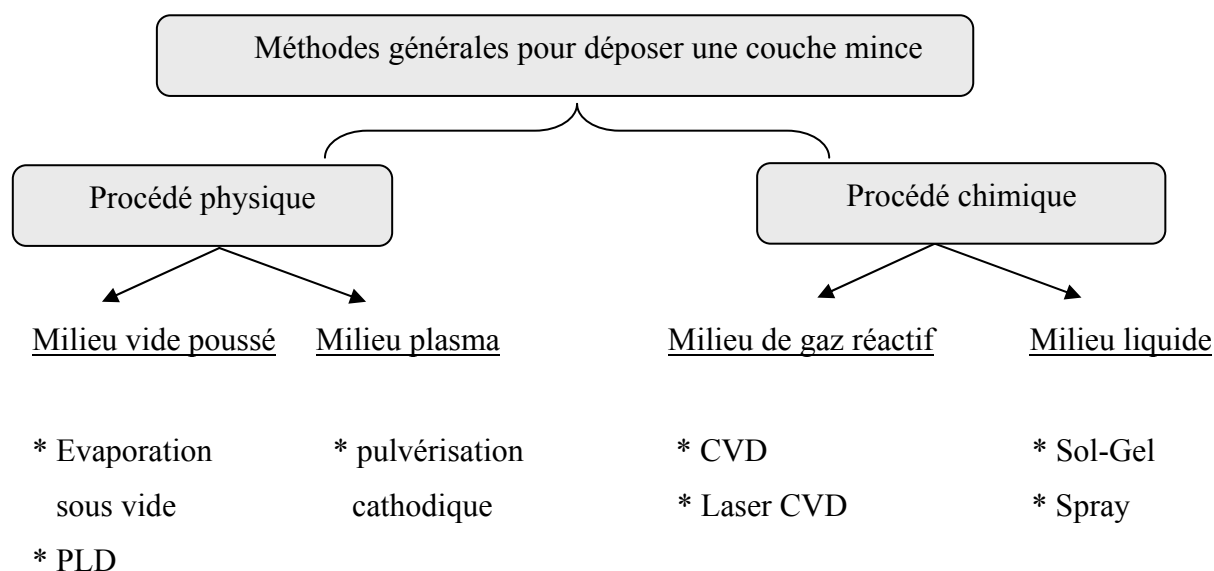 Méthodes générales pour déposer une couche mince
Procédé physique
Procédé chimique
Milieu vide poussé
Milieu plasma
Milieu de gaz réactif
Milieu liquide
* Evaporation
sous vide
* PLD
* pulvérisation
cathodique
* CVD
* Laser CVD
* Sol-Gel
* Spray